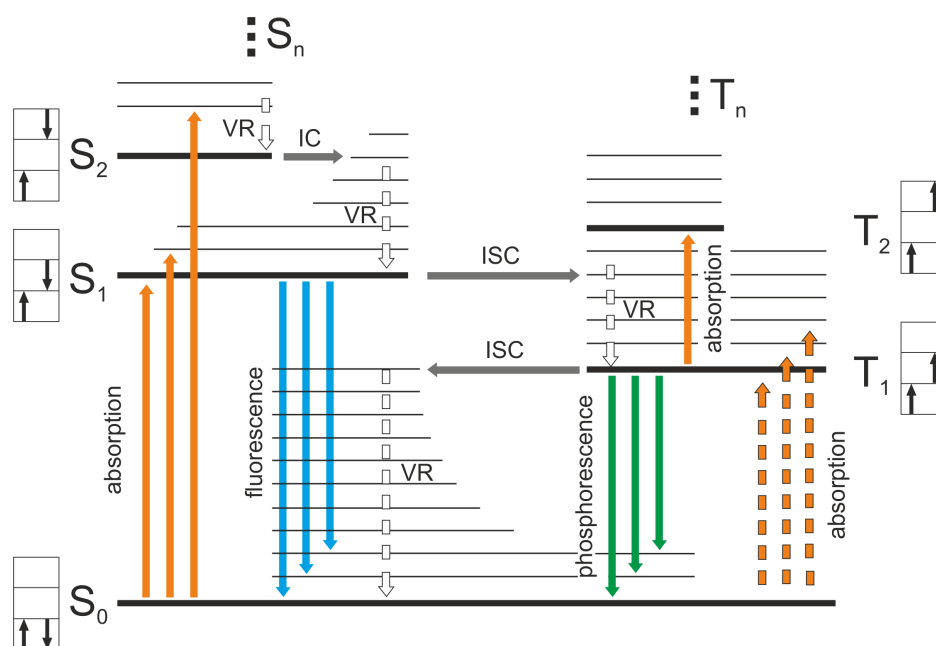 Sn
Tn
VR
IC
S2
VR
T2
S1
ISC
VR
absorption
ISC
T1
absorption
fluorescence
VR
phosphorescence
absorption
S0